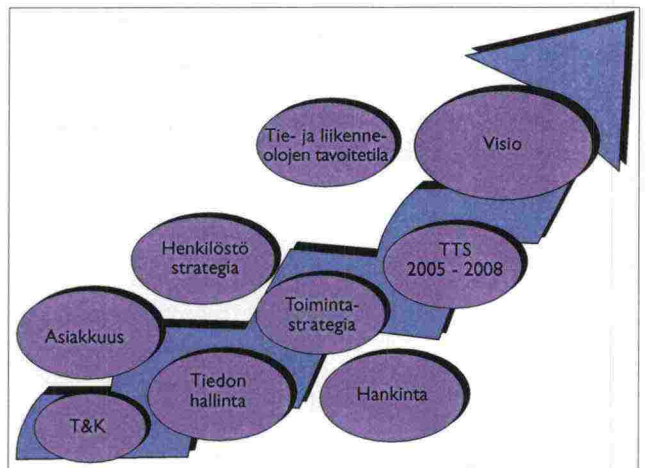 Tie- ja liikenne-
olojen tavoitetila
Visio
Henkilöstö
strategia
TTS
2005 - 2008
Asiakkuus
Toiminta-
strategia
Tiedon
hallinta
Hankinta
T&K